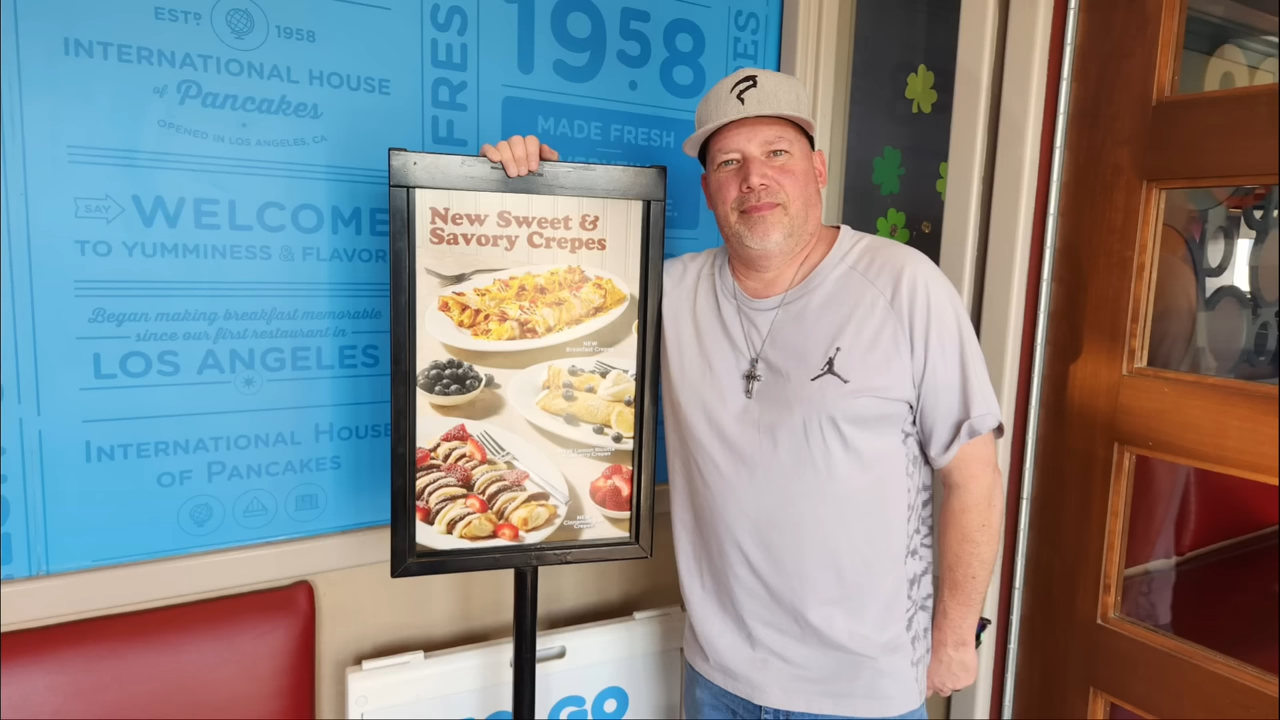 ESTD 1958
INTERNATIONAL HOUSE
of Pancakes
OPENED IN LOS ANGELES, CA
SAY WELCOME
TO YUMMINESS & FLAVOR
Began making breakfast memorable
since our first restaurant in
LOS ANGELES
INTERNATIONAL HOUSE
OF PANCAKES
FRES
1958
MADE FRESH
New Sweet &
Savory Crepes
NEW
Breakfast Crepes
NEW
GO